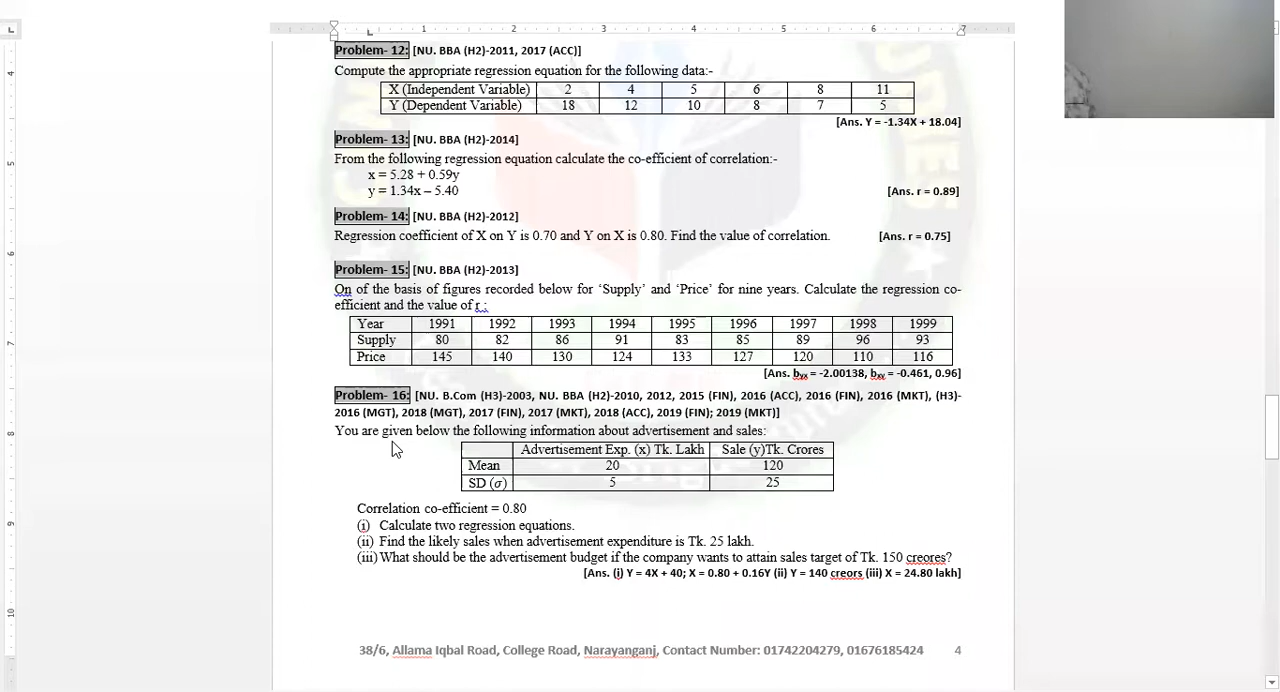 1 2 3 4 5 6 7
Problem- 12: [NU. BBA (H2)-2011, 2017 (ACC)]
Compute the appropriate regression equation for the following data:-
X (Independent Variable) 2 4 5 6 8 11
Y (Dependent Variable) 18 12 10 8 7 5
[Ans. Y = -1.34X + 18.04]
Problem- 13: [NU. BBA (H2)-2014]
From the following regression equation calculate the co-efficient of correlation:-
x = 5.28 + 0.59y
y = 1.34x – 5.40 [Ans. r = 0.89]
Problem- 14: [NU. BBA (H2)-2012]
Regression coefficient of X on Y is 0.70 and Y on X is 0.80. Find the value of correlation. [Ans. r = 0.75]
Problem- 15: [NU. BBA (H2)-2013]
On of the basis of figures recorded below for ‘Supply’ and ‘Price’ for nine years. Calculate the regression co-
efficient and the value of r :
Year 1991 1992 1993 1994 1995 1996 1997 1998 1999
Supply 80 82 86 91 83 85 89 96 93
Price 145 140 130 124 133 127 120 110 116
[Ans. byx = -2.00138, bxy = -0.461, 0.96]
Problem- 16: [NU. B.Com (H3)-2003, NU. BBA (H2)-2010, 2012, 2015 (FIN), 2016 (ACC), 2016 (FIN), 2016 (MKT), (H3)-
2016 (MGT), 2018 (MGT), 2017 (FIN), 2017 (MKT), 2018 (ACC), 2019 (FIN); 2019 (MKT)]
You are given below the following information about advertisement and sales:
Advertisement Exp. (x) Tk. Lakh Sale (y)Tk. Crores
Mean 20 120
SD (σ) 5 25
Correlation co-efficient = 0.80
(i) Calculate two regression equations.
(ii) Find the likely sales when advertisement expenditure is Tk. 25 lakh.
(iii) What should be the advertisement budget if the company wants to attain sales target of Tk. 150 creores?
[Ans. (i) Y = 4X + 40; X = 0.80 + 0.16Y (ii) Y = 140 creors (iii) X = 24.80 lakh]
38/6, Allama Iqbal Road, College Road, Narayanganj, Contact Number: 01742204279, 01676185424 4
4
5
6
7
8
9
10